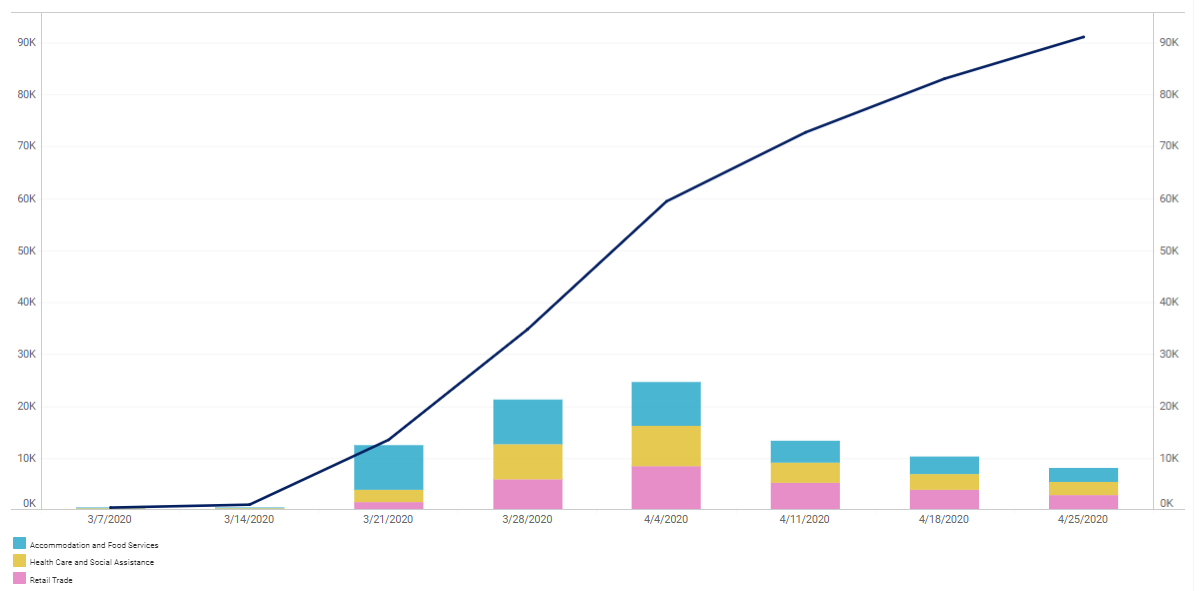 90K 90K
80K 80K
70K 70K
60K 60K
50K 50K
40K 40K
30K 30K
20K 20K
10K 10K
0K 0K
3/7/2020 3/14/2020 3/21/2020 3/28/2020 4/4/2020 4/11/2020 4/18/2020 4/25/2020
Accommodation and Food Services
Health Care and Social Assistance
Retail Trade